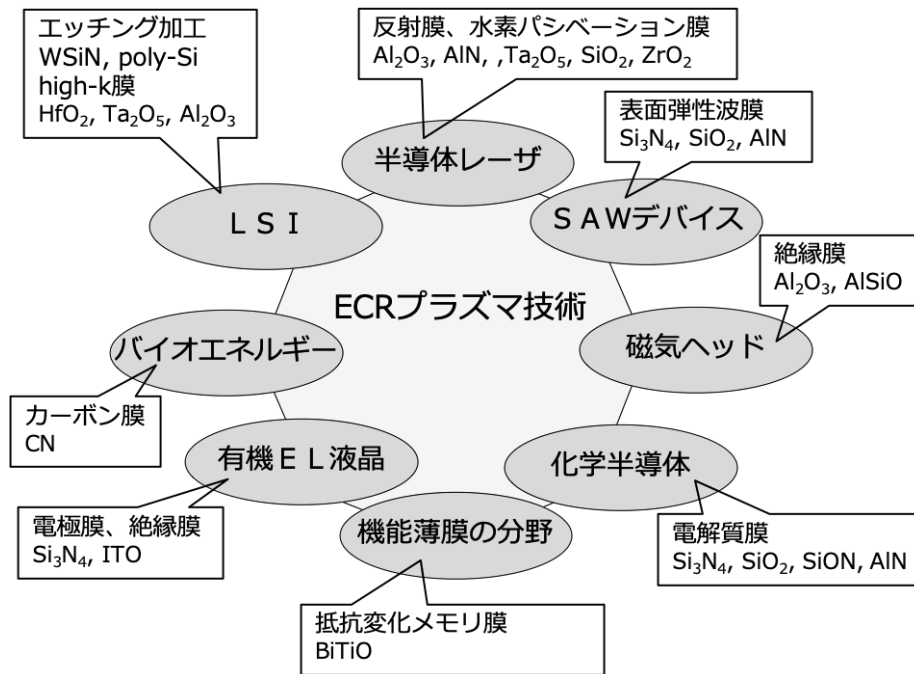 エッチング加工
WSiN, poly-Si
high-k膜
HfO₂, Ta₂O₅, Al₂O₃
反射膜、水素パシベーション膜
Al₂O₃, AlN, ,Ta₂O₅, SiO₂, ZrO₂
表面弾性波膜
Si₃N₄, SiO₂, AlN
半導体レーザ
ＬＳＩ
ＳＡＷデバイス
絶縁膜
Al₂O₃, AlSiO
ECRプラズマ技術
バイオエネルギー
磁気ヘッド
カーボン膜
CN
有機ＥＬ液晶
化学半導体
電極膜、絶縁膜
Si₃N₄, ITO
機能薄膜の分野
電解質膜
Si₃N₄, SiO₂, SiON, AlN
抵抗変化メモリ膜
BiTiO